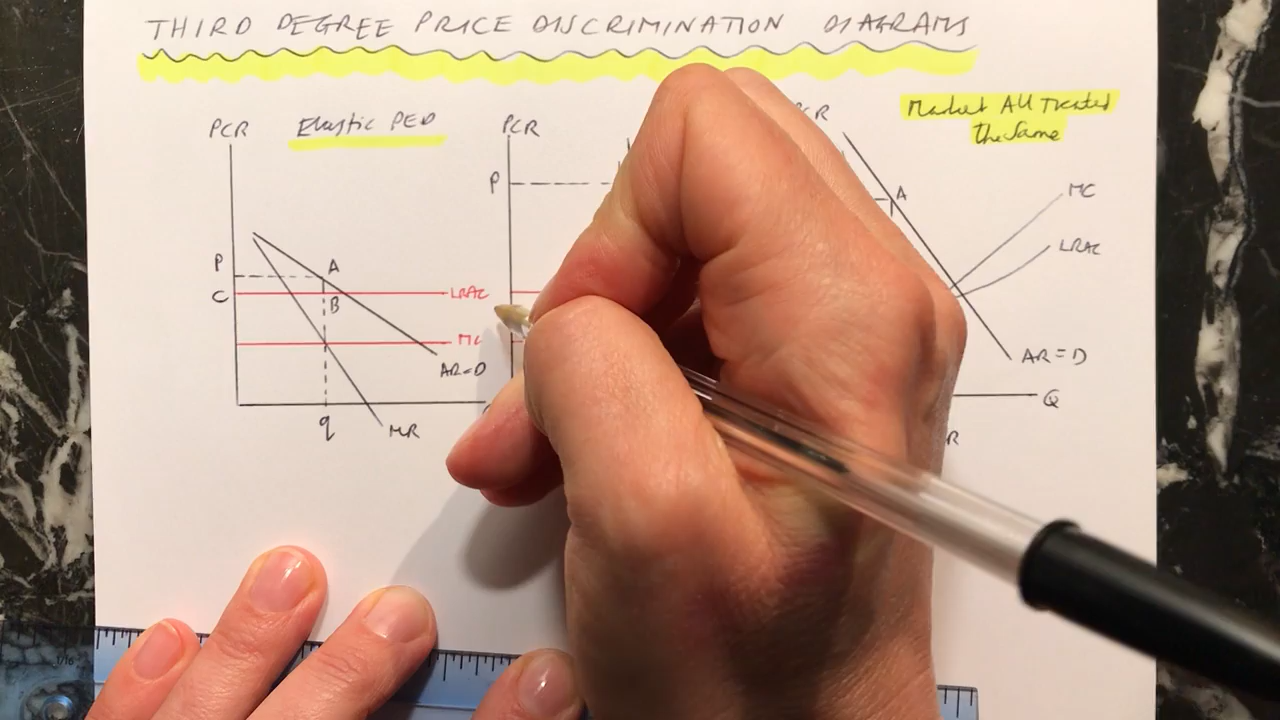 THIRD DEGREE PRICE DISCRIMINATION DIAGRAMS
Market All Treated
the Same
PCR
Elastic PED
P
C
A
B
LRAC
MC
AR=D
q
MR
PCR
P
CR
A
MC
LRAC
AR=D
Q
R